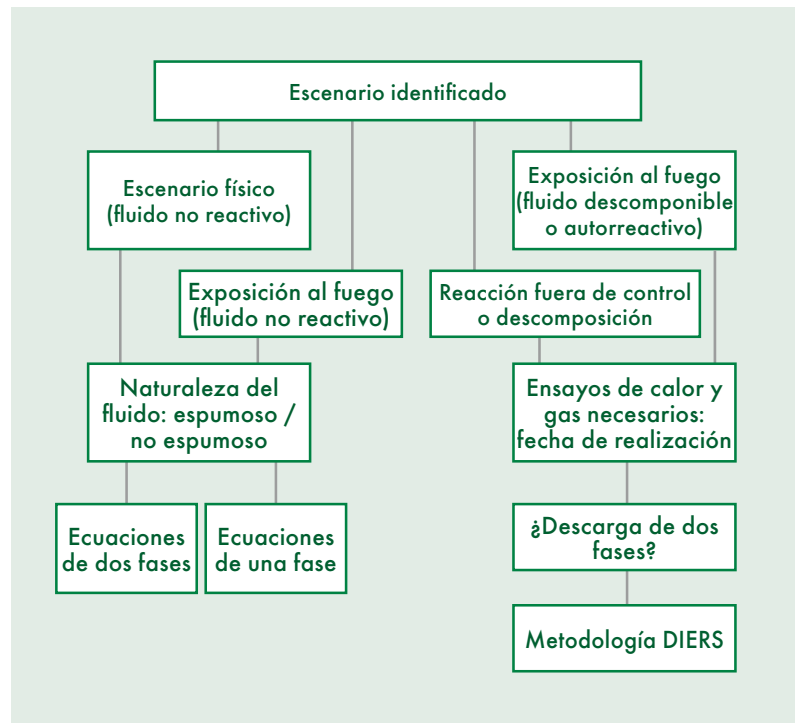 Escenario identificado
Escenario físico
(fluido no reactivo)
Exposición al fuego
(fluido descomponible
o autorreactivo)
Exposición al fuego
(fluido no reactivo)
Reacción fuera de control
o descomposición
Naturaleza del
fluido: espumoso /
no espumoso
Ensayos de calor y
gas necesarios:
fecha de realización
Ecuaciones
de dos fases
Ecuaciones
de una fase
¿Descarga de dos
fases?
Metodología DIERS